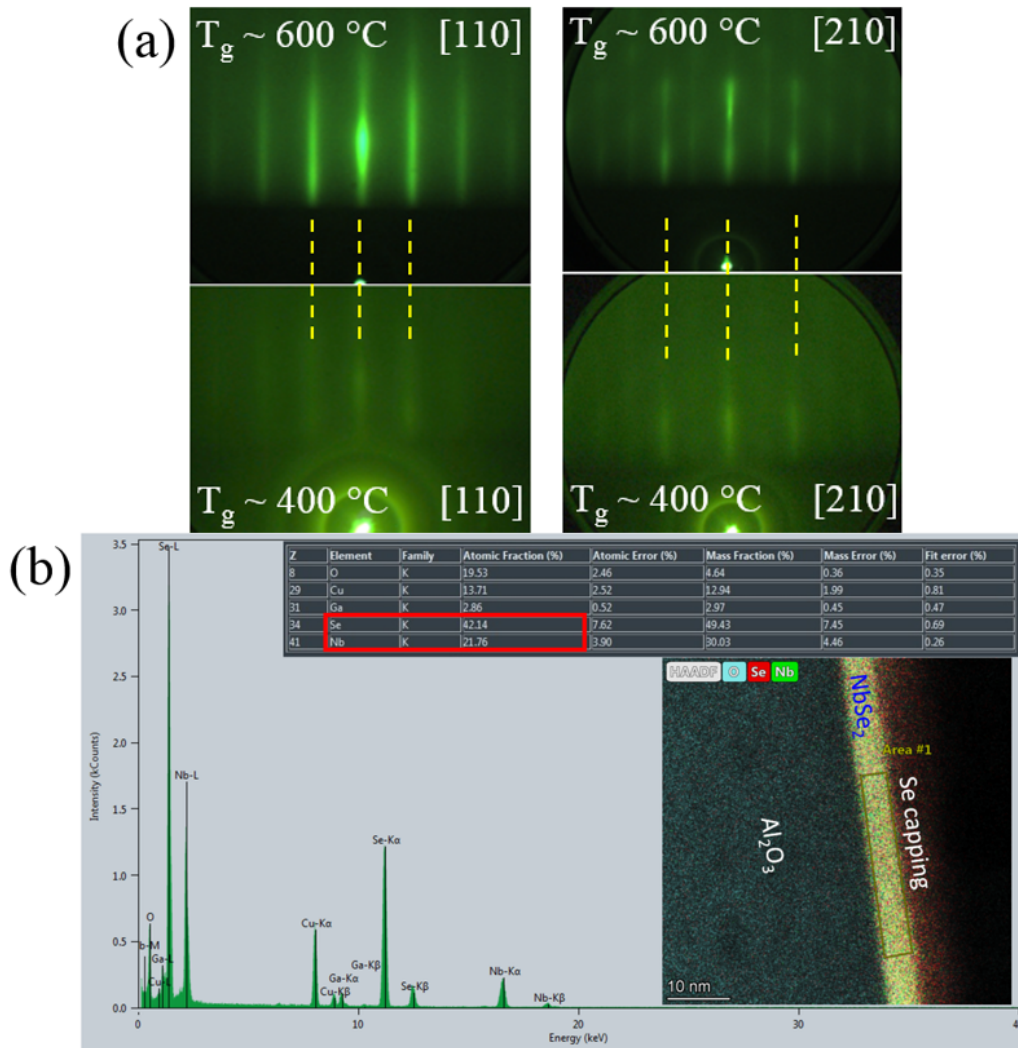 (a)
T_g ~ 600 °C [110]
T_g ~ 600 °C [210]
T_g ~ 400 °C [110]
T_g ~ 400 °C [210]
(b)
Z Element Family Atomic Fraction (%) Atomic Error (%) Mass Fraction (%) Mass Error (%) Fit error (%)
8 O K 19.53 2.46 4.64 0.36 0.35
29 Cu K 13.71 2.52 12.94 1.99 0.81
31 Ga K 2.86 0.52 2.97 0.45 0.47
34 Se K 42.14 7.62 49.43 7.45 0.69
41 Nb K 21.76 3.90 30.03 4.46 0.26
3.5
3.0
2.5
2.0
1.5
1.0
0.5
0.0
Intensity (kCounts)
Se-L
Nb-L
O
b-M
Ga-L
Cu-L
Cu-Kα
Cu-Kβ
Ga-Kα
Ga-Kβ
Se-Kα
Se-Kβ
Nb-Kα
Nb-Kβ
0 10 20 30 4
Energy (keV)
HAADF O Se Nb
NbSe₂
Area #1
Se capping
Al₂O₃
10 nm